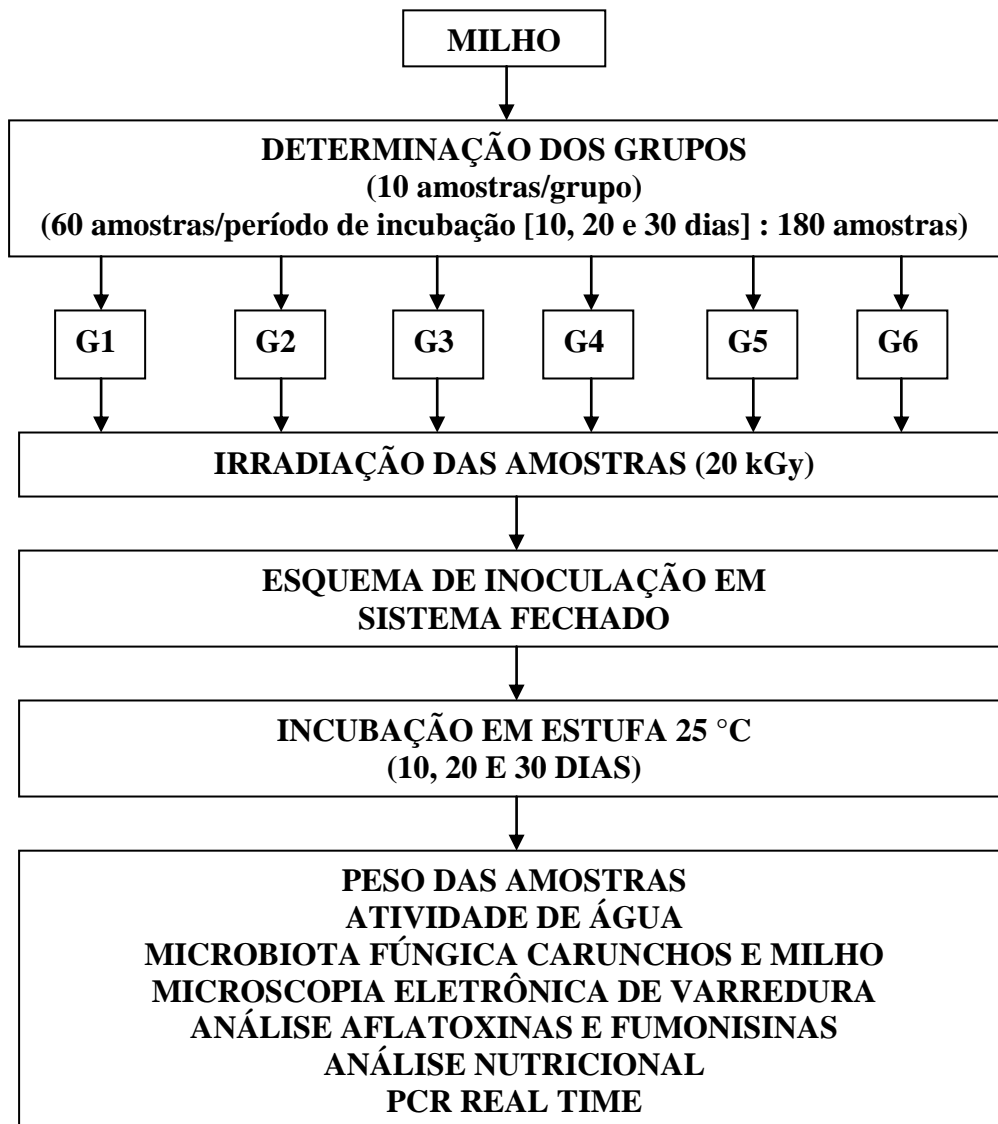 MILHO
DETERMINAÇÃO DOS GRUPOS
(10 amostras/grupo)
(60 amostras/período de incubação [10, 20 e 30 dias] : 180 amostras)
G1 G2 G3 G4 G5 G6
IRRADIAÇÃO DAS AMOSTRAS (20 kGy)
ESQUEMA DE INOCULAÇÃO EM
SISTEMA FECHADO
INCUBAÇÃO EM ESTUFA 25 °C
(10, 20 E 30 DIAS)
PESO DAS AMOSTRAS
ATIVIDADE DE ÁGUA
MICROBIOTA FÚNGICA CARUNCHOS E MILHO
MICROSCOPIA ELETRÔNICA DE VARREDURA
ANÁLISE AFLATOXINAS E FUMONISINAS
ANÁLISE NUTRICIONAL
PCR REAL TIME